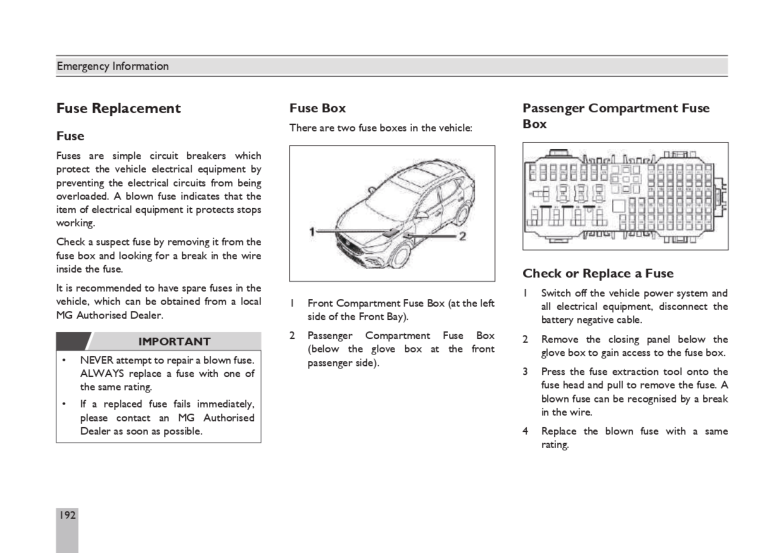 Emergency Information
Fuse Replacement
Fuse
Fuses are simple circuit breakers which
protect the vehicle electrical equipment by
preventing the electrical circuits from being
overloaded. A blown fuse indicates that the
item of electrical equipment it protects stops
working.
Check a suspect fuse by removing it from the
fuse box and looking for a break in the wire
inside the fuse.
It is recommended to have spare fuses in the
vehicle, which can be obtained from a local
MG Authorised Dealer.
IMPORTANT
• NEVER attempt to repair a blown fuse.
ALWAYS replace a fuse with one of
the same rating.
• If a replaced fuse fails immediately,
please contact an MG Authorised
Dealer as soon as possible.
Fuse Box
There are two fuse boxes in the vehicle:
1
2
1 Front Compartment Fuse Box (at the left
side of the Front Bay).
2 Passenger Compartment Fuse Box
(below the glove box at the front
passenger side).
Passenger Compartment Fuse
Box
Check or Replace a Fuse
1 Switch off the vehicle power system and
all electrical equipment, disconnect the
battery negative cable.
2 Remove the closing panel below the
glove box to gain access to the fuse box.
3 Press the fuse extraction tool onto the
fuse head and pull to remove the fuse. A
blown fuse can be recognised by a break
in the wire.
4 Replace the blown fuse with a same
rating.
192